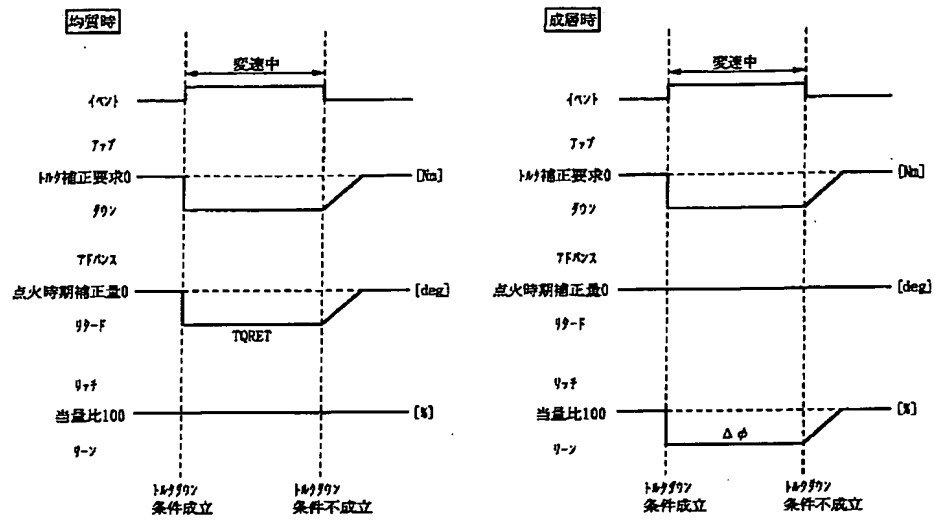 均質時
変速中
イベント
アップ
トルク補正要求0
[Nm]
ダウン
アドバンス
点火時期補正量0
[deg]
リタード
TQRET
リッチ
当量比100
[%]
リーン
トルクダウン
条件成立
トルクダウン
条件不成立
成層時
変速中
イベント
アップ
トルク補正要求0
[Nm]
ダウン
アドバンス
点火時期補正量0
[deg]
リタード
リッチ
当量比100
[%]
Δφ
リーン
トルクダウン
条件成立
トルクダウン
条件不成立